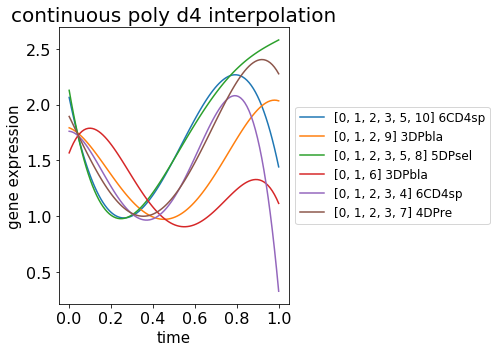 continuous poly d4 interpolation
gene expression
2.5
2.0
1.5
1.0
0.5
0.0 0.2 0.4 0.6 0.8 1.0
time
[0, 1, 2, 3, 5, 10] 6CD4sp
[0, 1, 2, 9] 3DPbla
[0, 1, 2, 3, 5, 8] 5DPsel
[0, 1, 6] 3DPbla
[0, 1, 2, 3, 4] 6CD4sp
[0, 1, 2, 3, 7] 4DPre